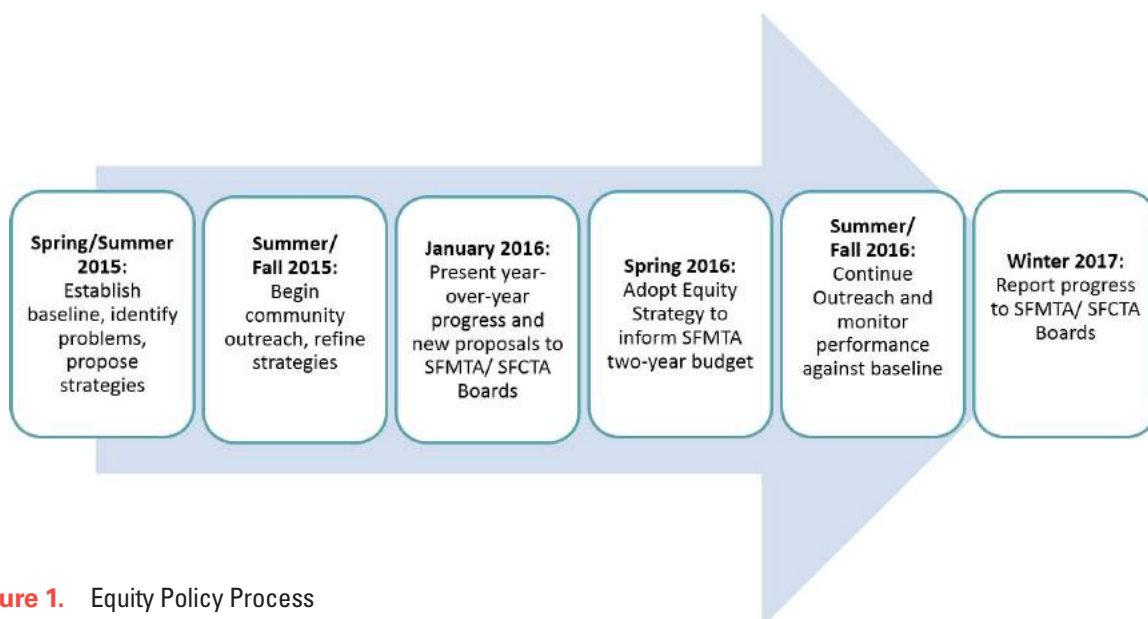 Spring/Summer
2015:
Establish
baseline, identify
problems,
propose
strategies
Summer/
Fall 2015:
Begin
community
outreach, refine
strategies
January 2016:
Present year-
over-year
progress and
new proposals to
SFMTA/ SFCTA
Boards
Spring 2016:
Adopt Equity
Strategy to
inform SFMTA
two-year budget
Summer/
Fall 2016:
Continue
Outreach and
monitor
performance
against baseline
Winter 2017:
Report progress
to SFMTA/ SFCTA
Boards
ure 1. Equity Policy Process